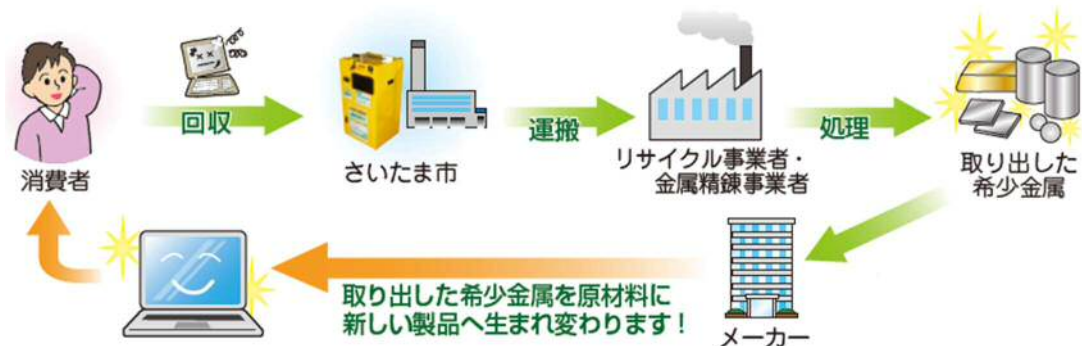 回収
運搬
処理
消費者
さいたま市
リサイクル事業者・
金属精錬事業者
取り出した
希少金属
取り出した希少金属を原材料に
新しい製品へ生まれ変わります！
メーカー